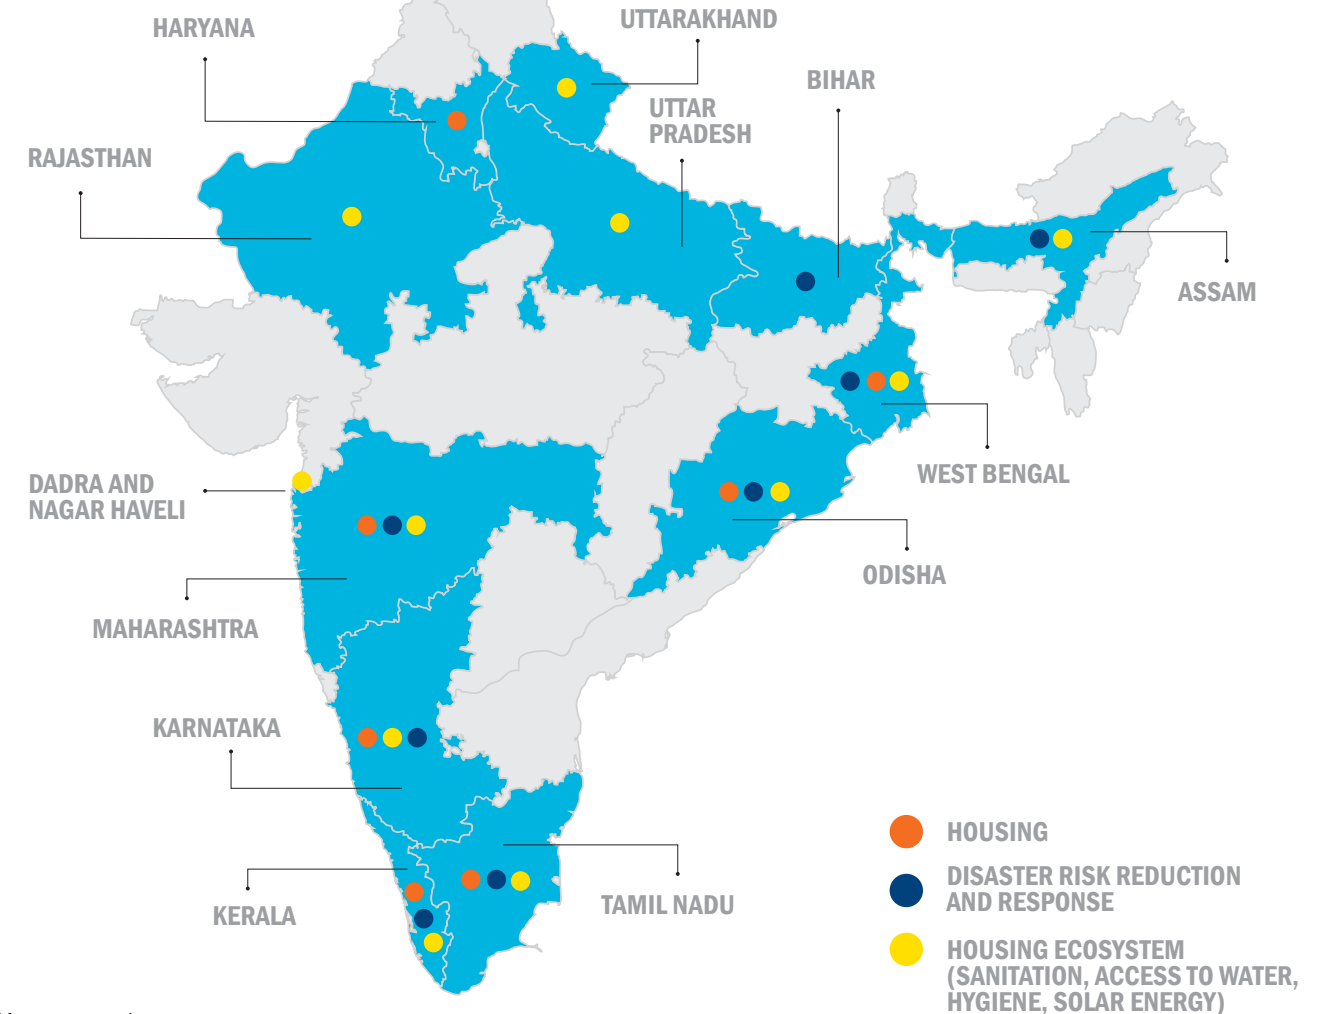 HARYANA
UTTARAKHAND
BIHAR
UTTAR
PRADESH
RAJASTHAN
ASSAM
WEST BENGAL
DADRA AND
NAGAR HAVELI
ODISHA
MAHARASHTRA
KARNATAKA
KERALA
TAMIL NADU
HOUSING
DISASTER RISK REDUCTION
AND RESPONSE
HOUSING ECOSYSTEM
(SANITATION, ACCESS TO WATER,
HYGIENE, SOLAR ENERGY)